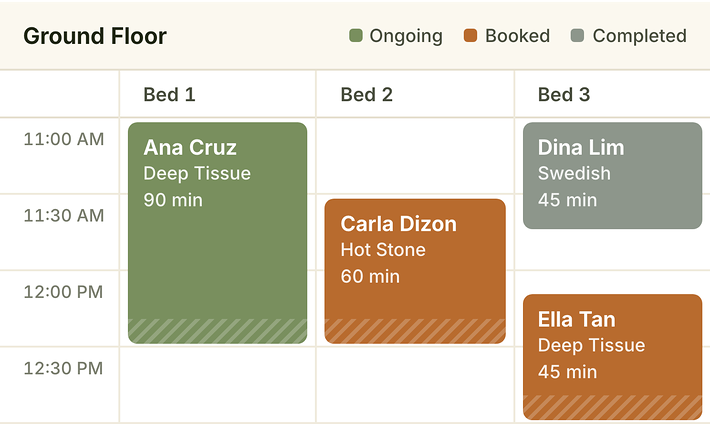 Ground Floor
Ongoing
Booked
Completed
Bed 1
Bed 2
Bed 3
11:00 AM
Ana Cruz
Deep Tissue
90 min
Dina Lim
Swedish
45 min
11:30 AM
Carla Dizon
Hot Stone
60 min
12:00 PM
Ella Tan
Deep Tissue
45 min
12:30 PM